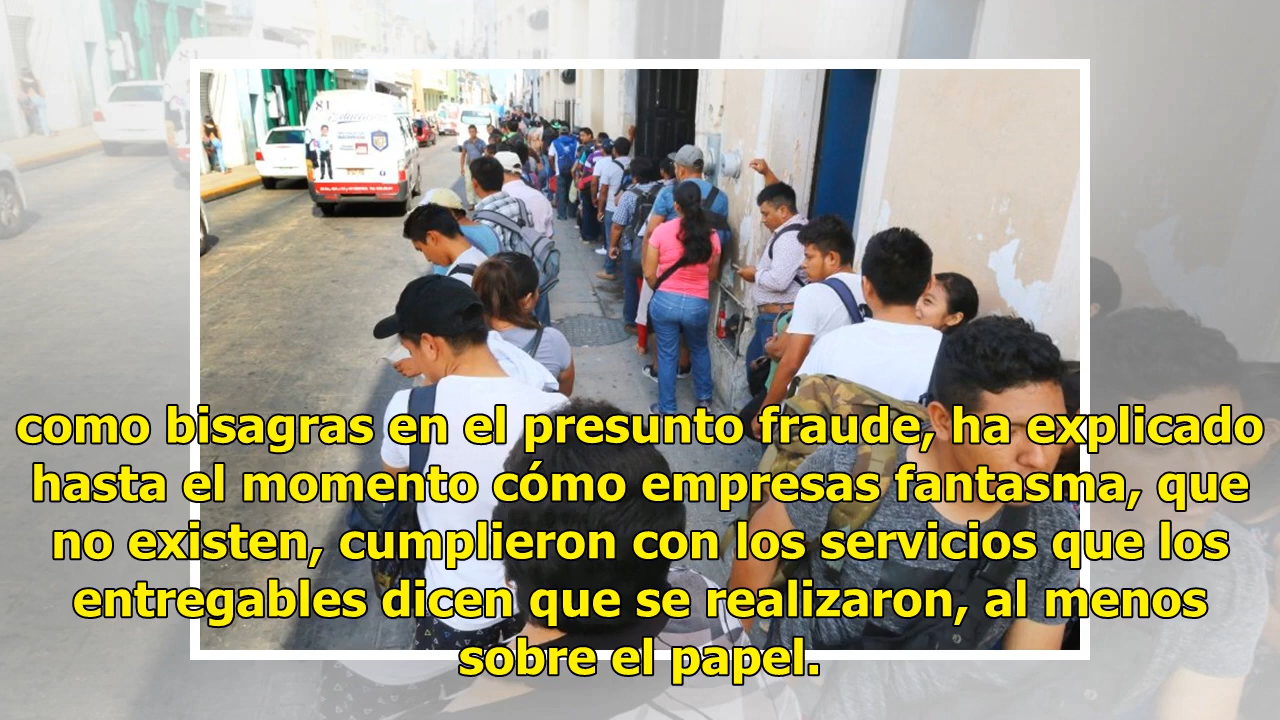 81
como bisagras en el presunto fraude, ha explicado
hasta el momento cómo empresas fantasma, que
no existen, cumplieron con los servicios que los
entregables dicen que se realizaron, al menos
sobre el papel.